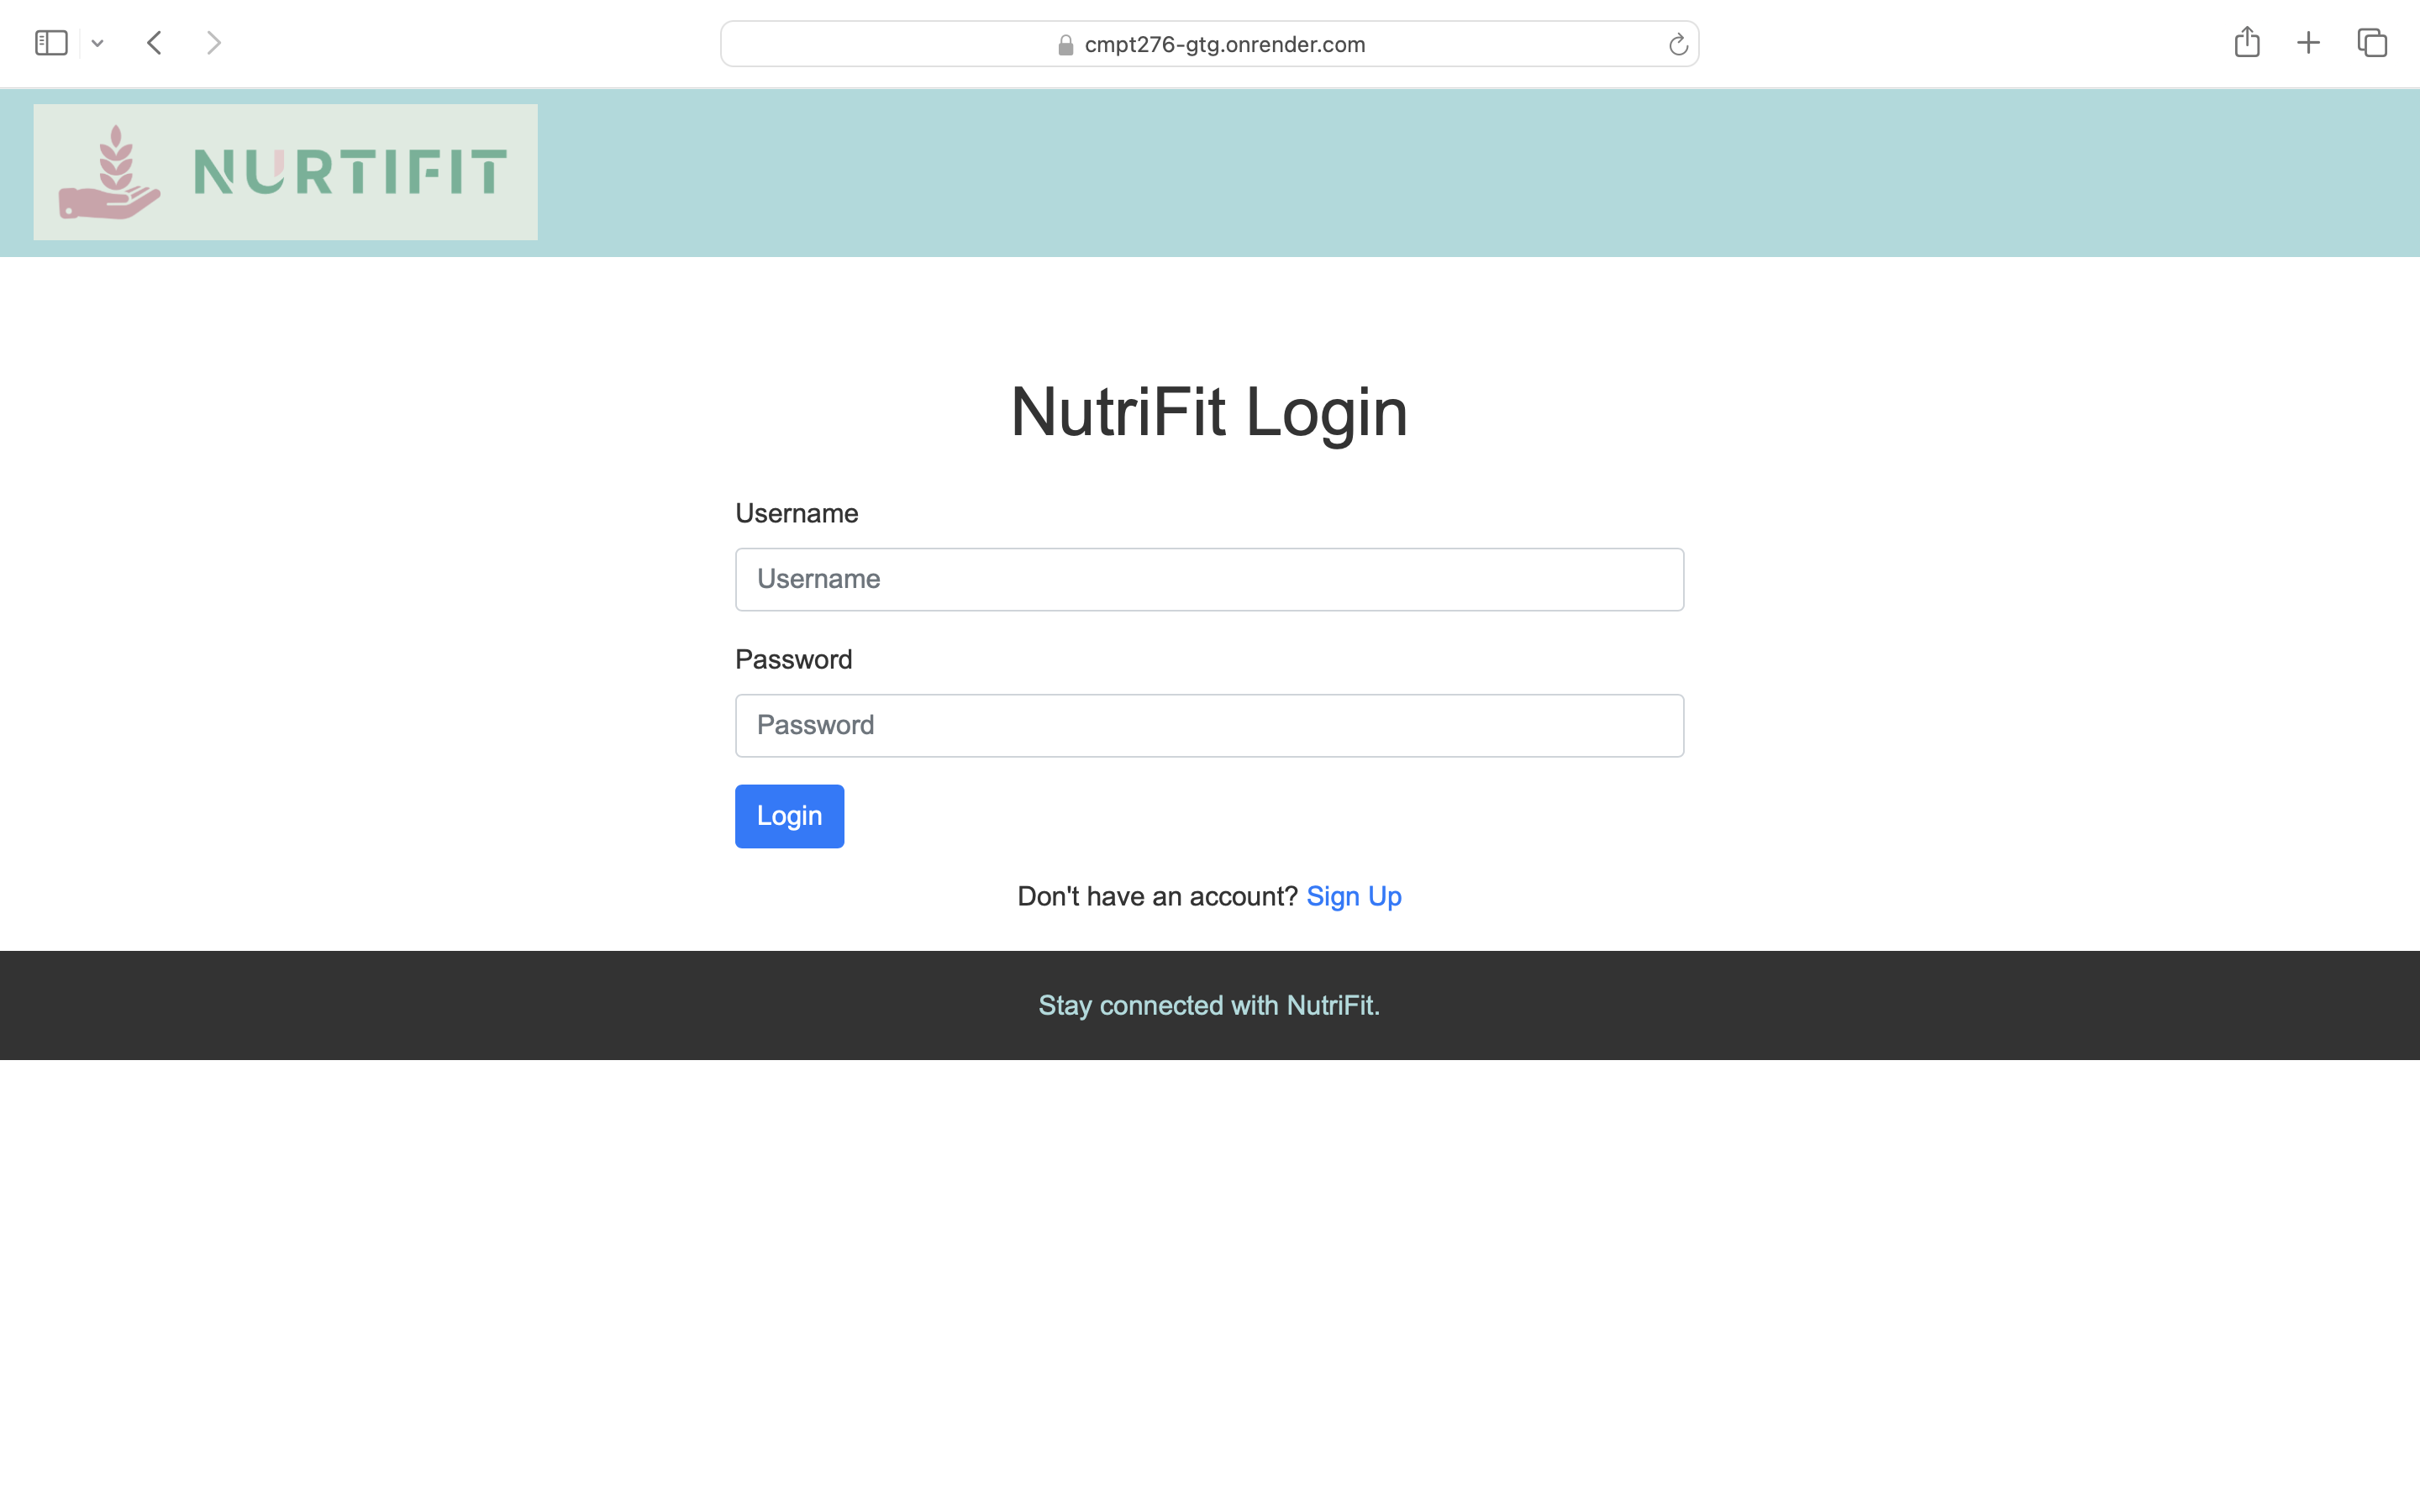 cmpt276-gtg.onrender.com
NURTIFIT
NutriFit Login
Username
Username
Password
Password
Login
Don't have an account? Sign Up
Stay connected with NutriFit.